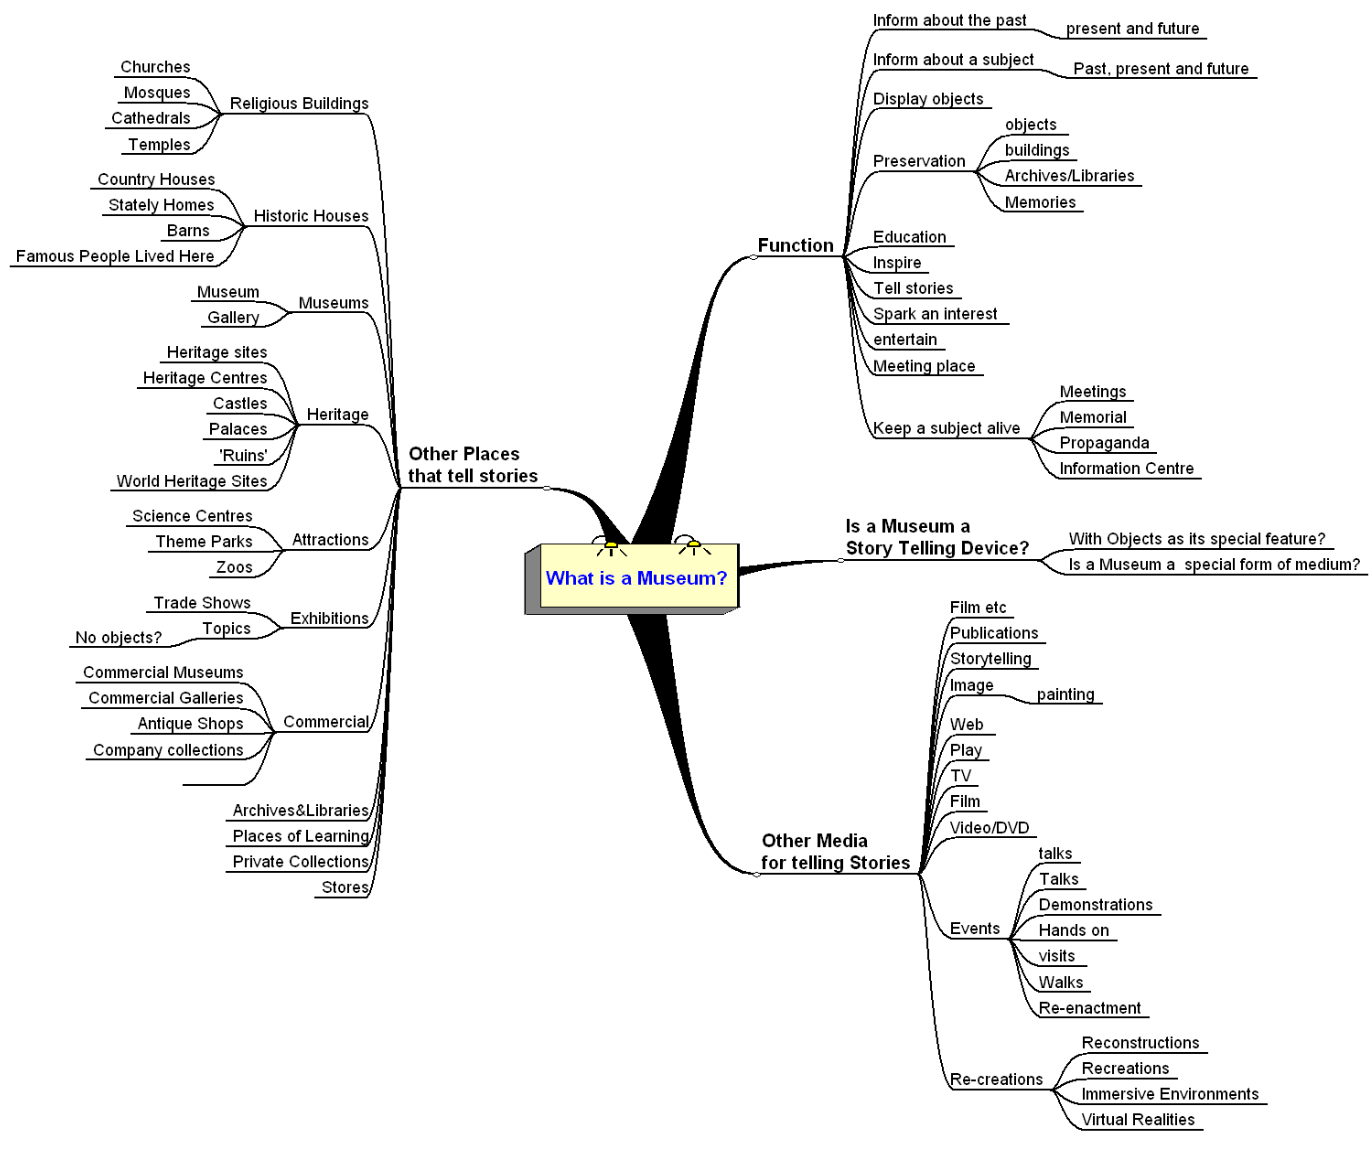 What is a Museum?
Function
Inform about the past
present and future
Inform about a subject
Past, present and future
Display objects
Preservation
objects
buildings
Archives/Libraries
Memories
Education
Inspire
Tell stories
Spark an interest
entertain
Meeting place
Keep a subject alive
Meetings
Memorial
Propaganda
Information Centre
Is a Museum a
Story Telling Device?
With Objects as its special feature?
Is a Museum a  special form of medium?
Other Media
for telling Stories
Film etc
Publications
Storytelling
Image
painting
Web
Play
TV
Film
Video/DVD
Events
talks
Talks
Demonstrations
Hands on
visits
Walks
Re-enactment
Re-creations
Reconstructions
Recreations
Immersive Environments
Virtual Realities
Other Places
that tell stories
Religious Buildings
Churches
Mosques
Cathedrals
Temples
Historic Houses
Country Houses
Stately Homes
Barns
Famous People Lived Here
Museums
Museum
Gallery
Heritage
Heritage sites
Heritage Centres
Castles
Palaces
'Ruins'
World Heritage Sites
Attractions
Science Centres
Theme Parks
Zoos
Exhibitions
Trade Shows
Topics
No objects?
Commercial
Commercial Museums
Commercial Galleries
Antique Shops
Company collections
Archives&Libraries
Places of Learning
Private Collections
Stores